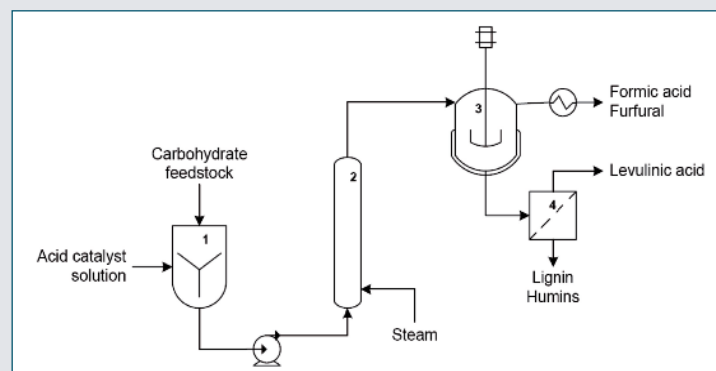 Carbohydrate
feedstock
Acid catalyst
solution
1
2
Steam
3
Formic acid
Furfural
Levulinic acid
4
Lignin
Humins